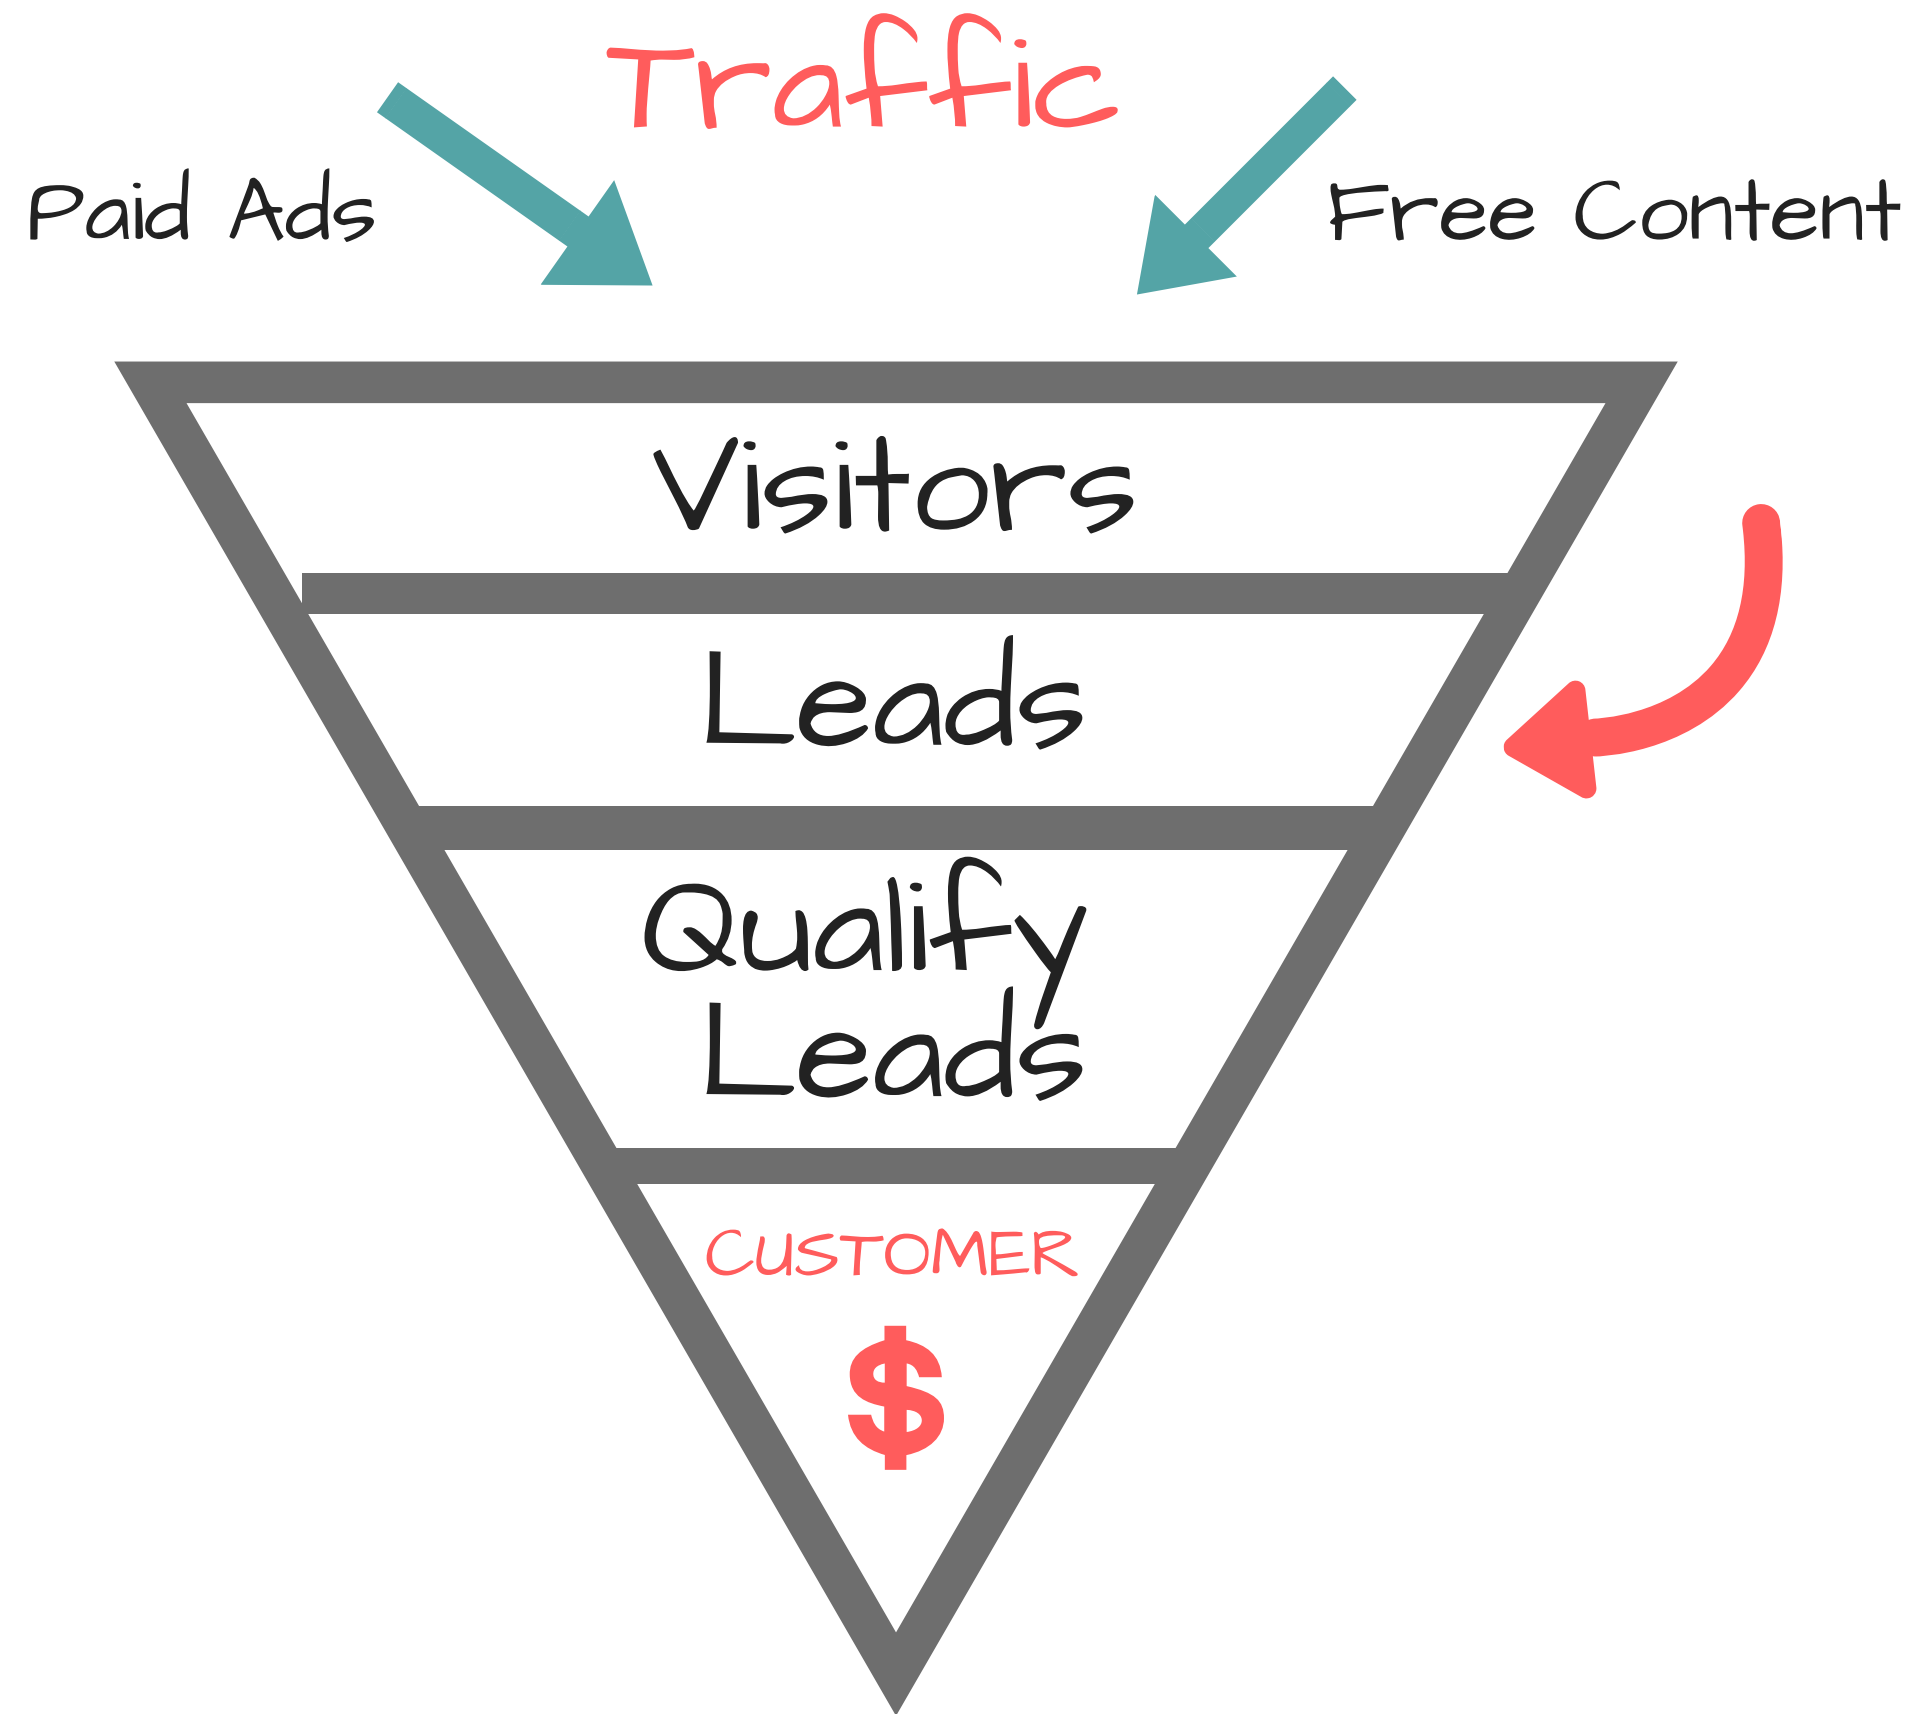 Traffic
Paid Ads
Free Content
Visitors
Leads
Qualify
Leads
CUSTOMER
$